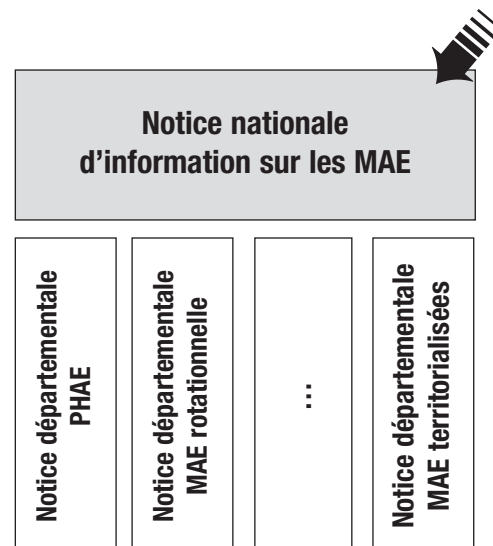 Notice nationale
d’information sur les MAE
Notice départementale
PHAE
Notice départementale
MAE rotationnelle
...
Notice départementale
MAE territorialisées